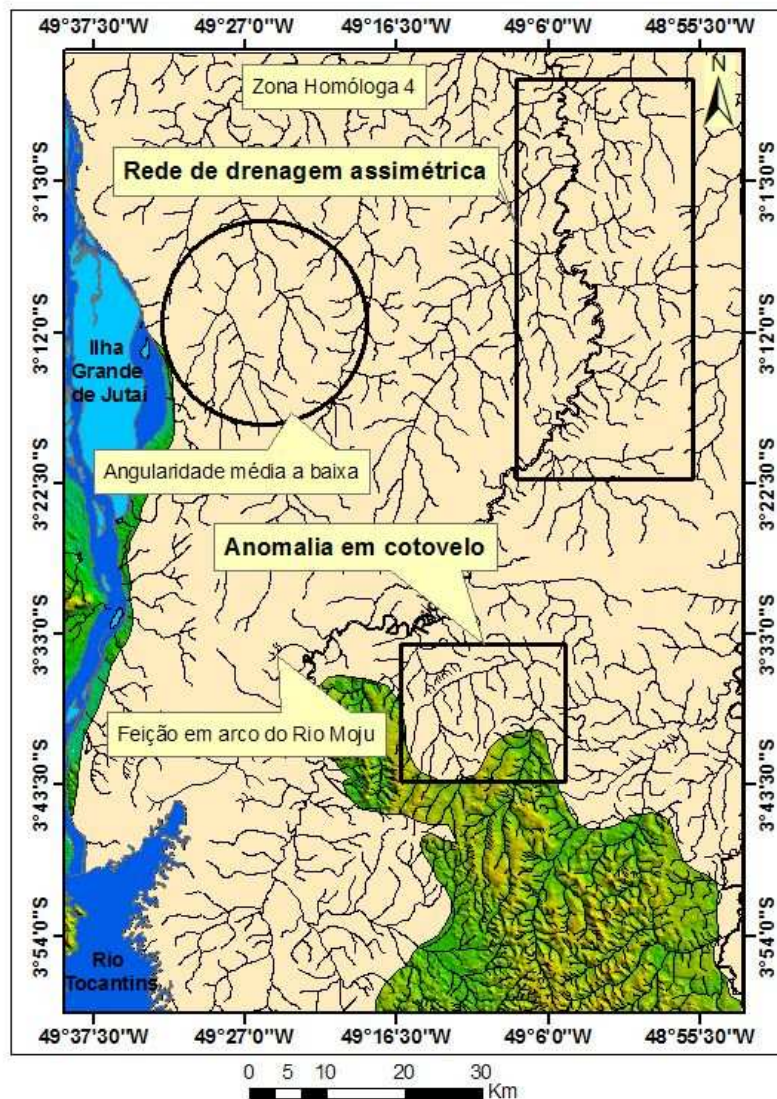 49°37'30"W 49°27'0"W 49°16'30"W 49°6'0"W 48°55'30"W
Zona Homóloga 4
N
Rede de drenagem assimétrica
3°1'30"S
3°1'30"S
3°12'0"S
3°12'0"S
Ilha
Grande
de Jutaí
Angularidade média a baixa
3°22'30"S
3°22'30"S
Anomalia em cotovelo
3°33'0"S
3°33'0"S
Feição em arco do Rio Moju
3°43'30"S
3°43'30"S
3°54'0"S
3°54'0"S
Rio
Tocantins
49°37'30"W 49°27'0"W 49°16'30"W 49°6'0"W 48°55'30"W
0 5 10 20 30
Km